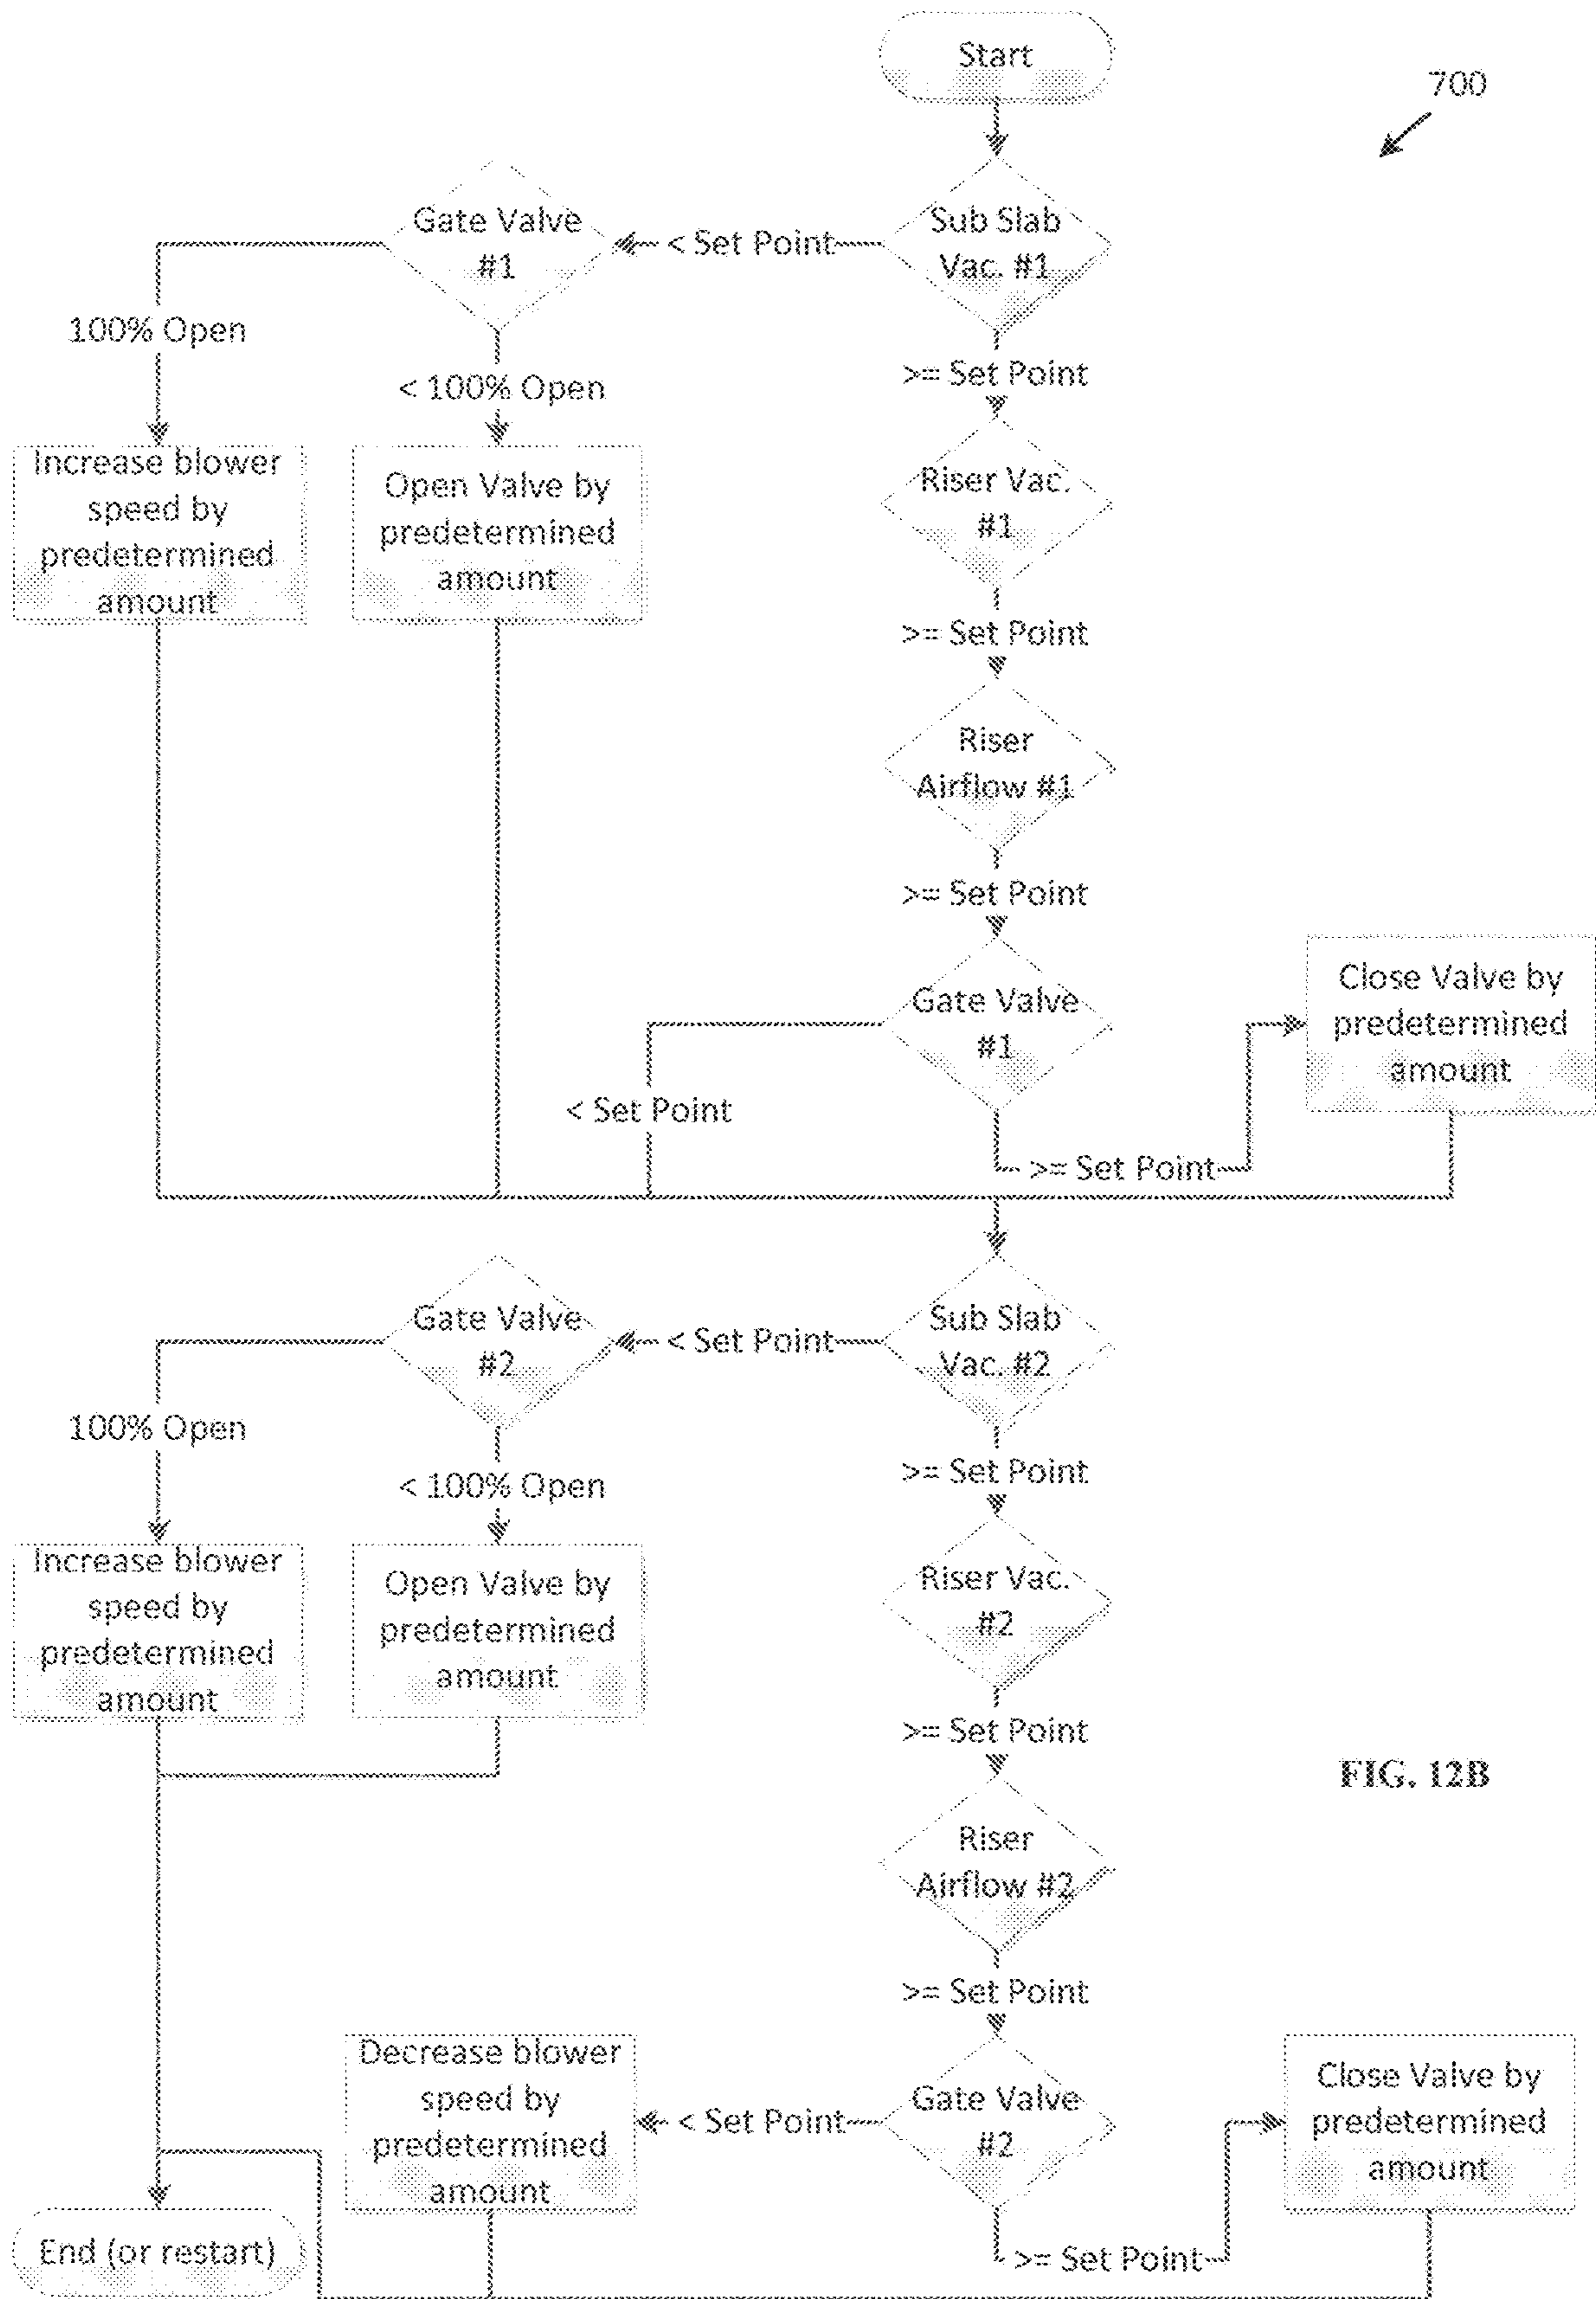 Start
700
Gate Valve
#1
< Set Point
Sub Slab
Vac. #1
100% Open
< 100% Open
>= Set Point
Increase blower
speed by
predetermined
amount
Open Valve by
predetermined
amount
Riser Vac.
#1
>= Set Point
Riser
Airflow #1
>= Set Point
Gate Valve
#1
Close Valve by
predetermined
amount
< Set Point
>= Set Point
Gate Valve
#2
< Set Point
Sub Slab
Vac. #2
100% Open
< 100% Open
>= Set Point
Increase blower
speed by
predetermined
amount
Open Valve by
predetermined
amount
Riser Vac.
#2
>= Set Point
FIG. 12B
Riser
Airflow #2
>= Set Point
Decrease blower
speed by
predetermined
amount
< Set Point
Gate Valve
#2
Close Valve by
predetermined
amount
End (or restart)
>= Set Point